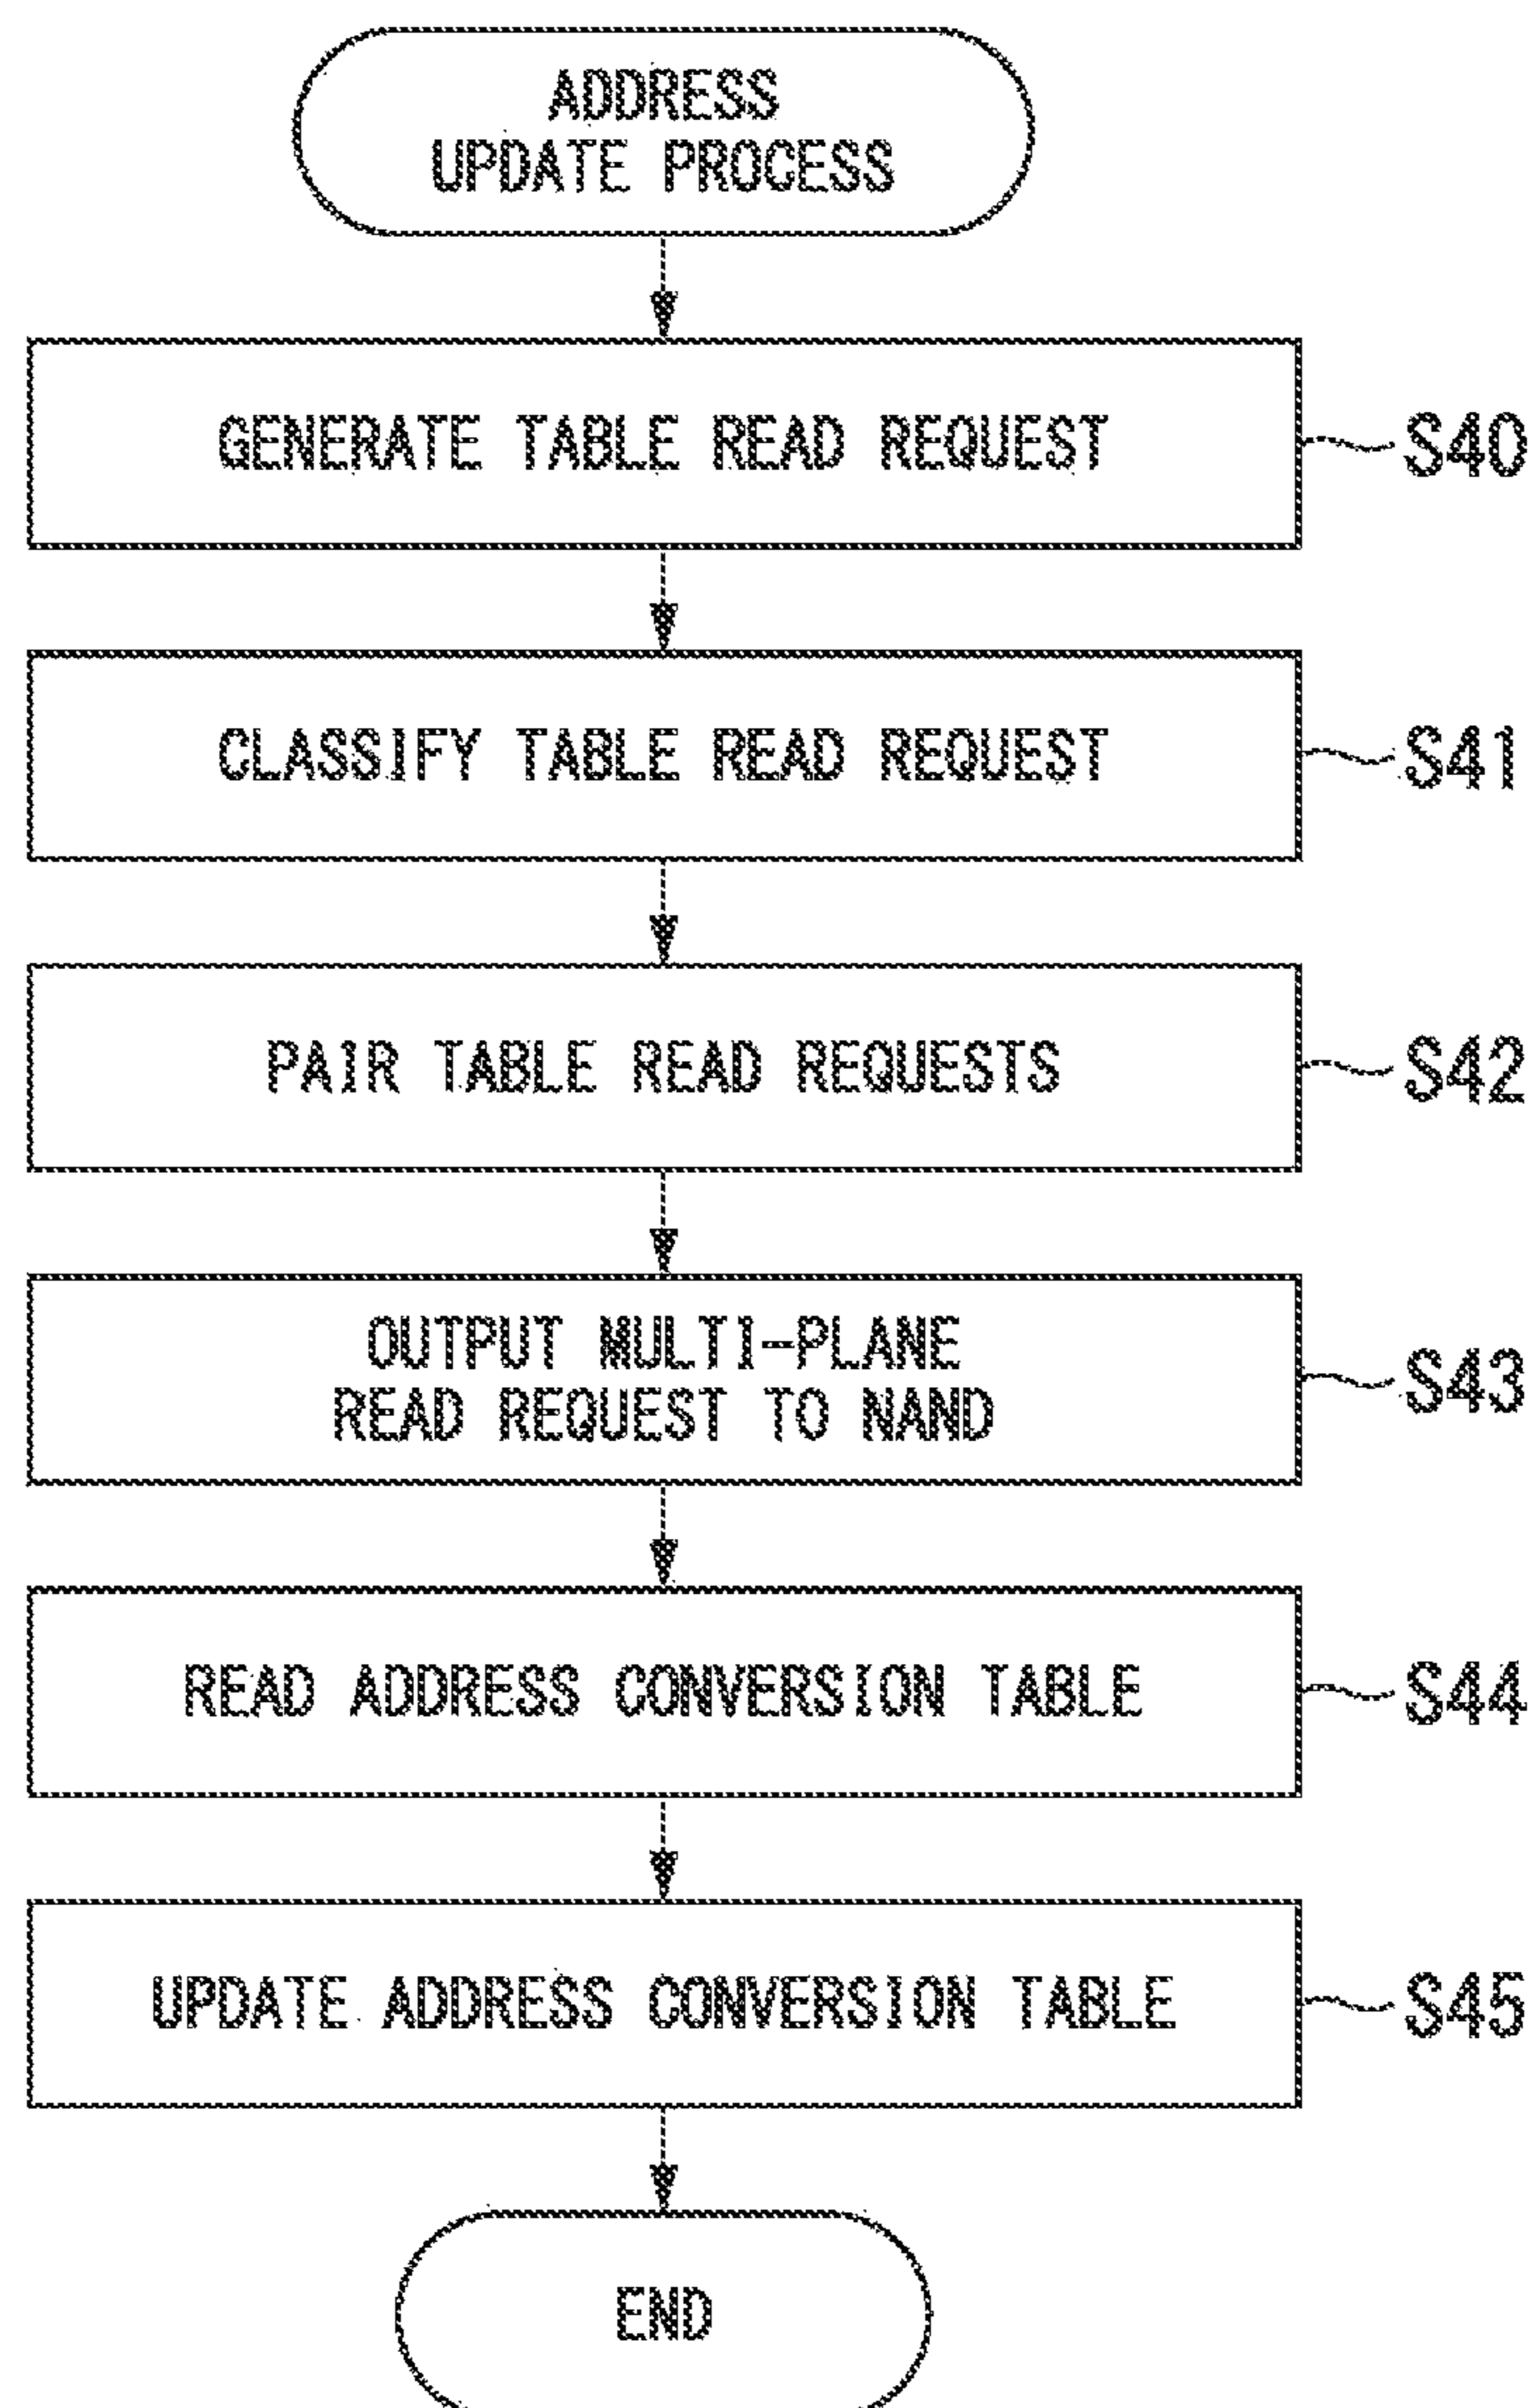 ADDRESS
UPDATE PROCESS
GENERATE TABLE READ REQUEST
S40
CLASSIFY TABLE READ REQUEST
S41
PAIR TABLE READ REQUESTS
S42
OUTPUT MULTI-PLANE
READ REQUEST TO NAND
S43
READ ADDRESS CONVERSION TABLE
S44
UPDATE ADDRESS CONVERSION TABLE
S45
END